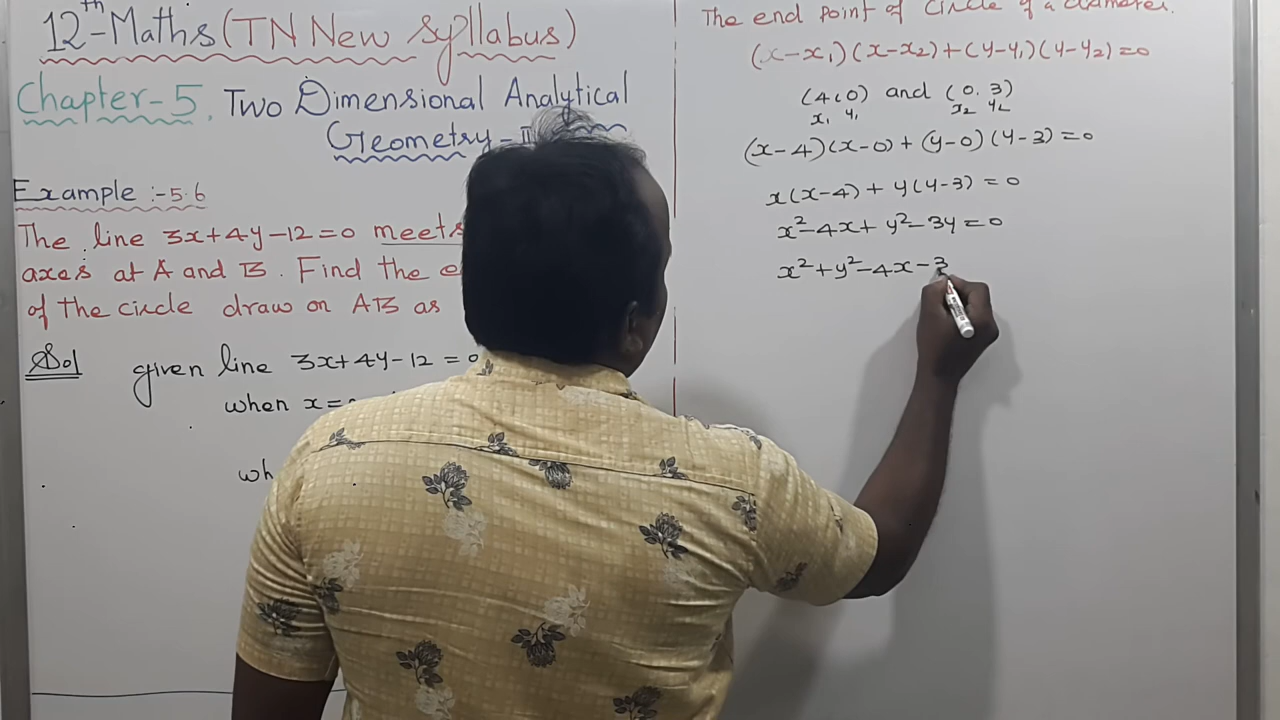 12th-Maths (TN New Syllabus)
Chapter-5, Two Dimensional Analytical
Geometry-II
Example :-5.6
The line 3x+4y-12=0 meets
axes at A and B. Find the
of the circle draw on AB as
Sol given line 3x+4y-12=0
when x=
The end point of Circle of a diameter.
(x-x₁)(x-x₂)+(y-y₁)(y-y₂)=0
(4,0) and (0,3)
x₁ y₁ x₂ y₂
(x-4)(x-0)+(y-0)(y-3)=0
x(x-4)+y(y-3)=0
x²-4x+y²-3y=0
x²+y²-4x-3